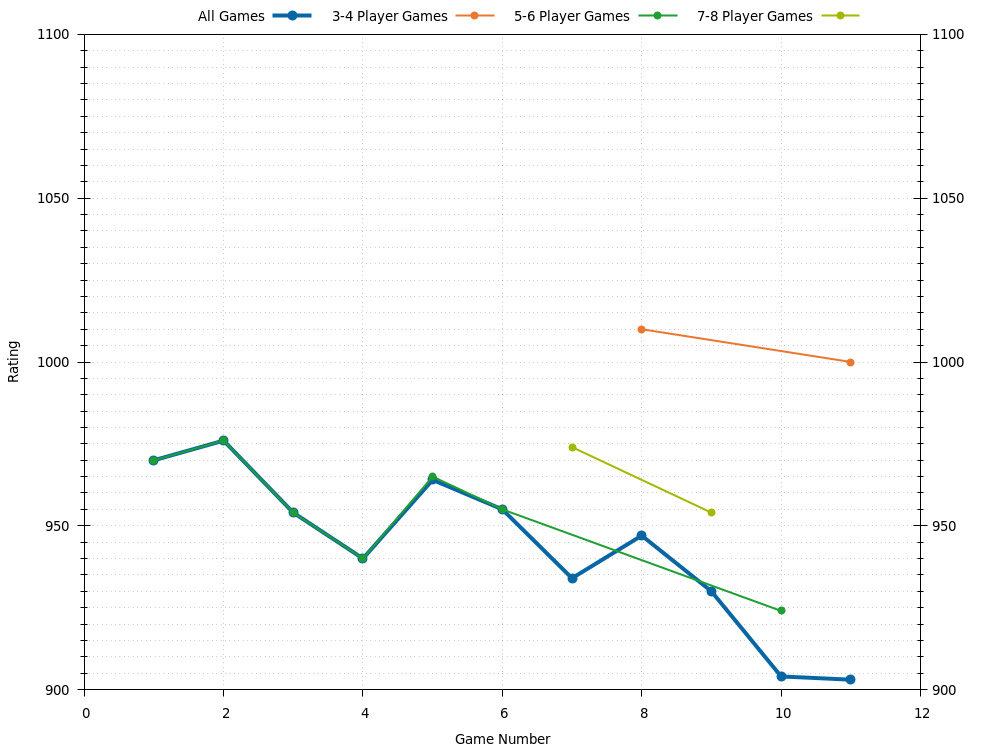 All Games 3-4 Player Games 5-6 Player Games 7-8 Player Games
1100 1100
1050 1050
Rating
1000 1000
950 950
900 900
0 2 4 6 8 10 12
Game Number